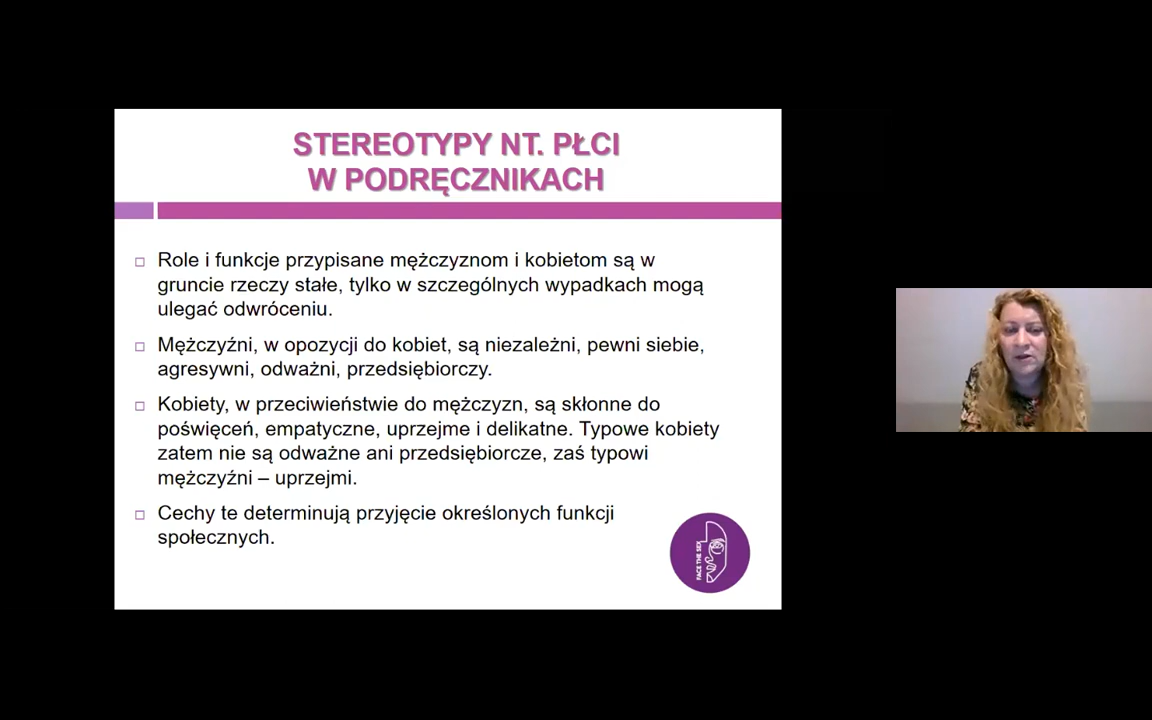 STEREOTYPY NT. PŁCI
W PODRĘCZNIKACH
Role i funkcje przypisane mężczyznom i kobietom są w
gruncie rzeczy stałe, tylko w szczególnych wypadkach mogą
ulegać odwróceniu.
Mężczyźni, w opozycji do kobiet, są niezależni, pewni siebie,
agresywni, odważni, przedsiębiorczy.
Kobiety, w przeciwieństwie do mężczyzn, są skłonne do
poświęceń, empatyczne, uprzejme i delikatne. Typowe kobiety
zatem nie są odważne ani przedsiębiorcze, zaś typowi
mężczyźni – uprzejmi.
Cechy te determinują przyjęcie określonych funkcji
społecznych.
FACE THE SEX